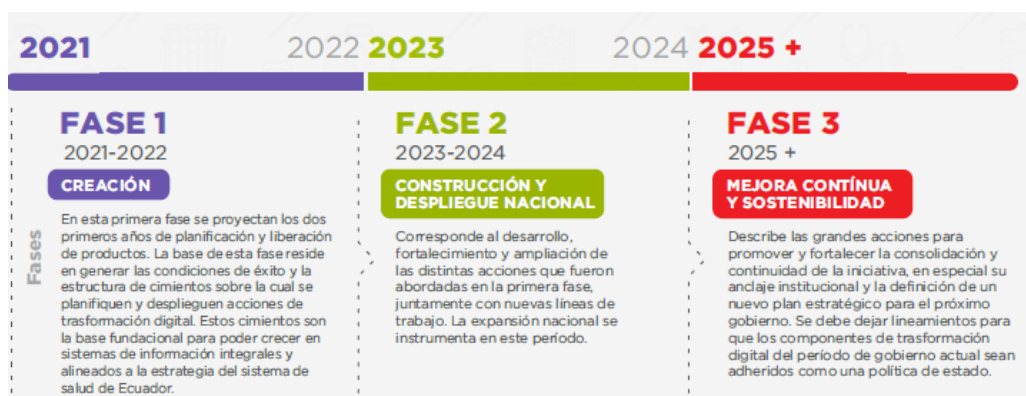 2021
2022 2023
2024 2025 +
Fases
FASE 1
2021-2022
CREACIÓN
En esta primera fase se proyectan los dos
primeros años de planificación y liberación
de productos. La base de esta fase reside
en generar las condiciones de éxito y la
estructura de cimientos sobre la cual se
planifiquen y desplieguen acciones de
trasformación digital. Estos cimientos son
la base fundacional para poder crecer en
sistemas de información integrales y
alineados a la estrategia del sistema de
salud de Ecuador.
FASE 2
2023-2024
CONSTRUCCIÓN Y
DESPLIEGUE NACIONAL
Corresponde al desarrollo,
fortalecimiento y ampliación de
las distintas acciones que fueron
abordadas en la primera fase,
juntamente con nuevas líneas de
trabajo. La expansión nacional se
instrumenta en este período.
FASE 3
2025 +
MEJORA CONTÍNUA
Y SOSTENIBILIDAD
Describe las grandes acciones para
promover y fortalecer la consolidación y
continuidad de la iniciativa, en especial su
anclaje institucional y la definición de un
nuevo plan estratégico para el próximo
gobierno. Se debe dejar lineamientos para
que los componentes de trasformación
digital del período de gobierno actual sean
adheridos como una política de estado.